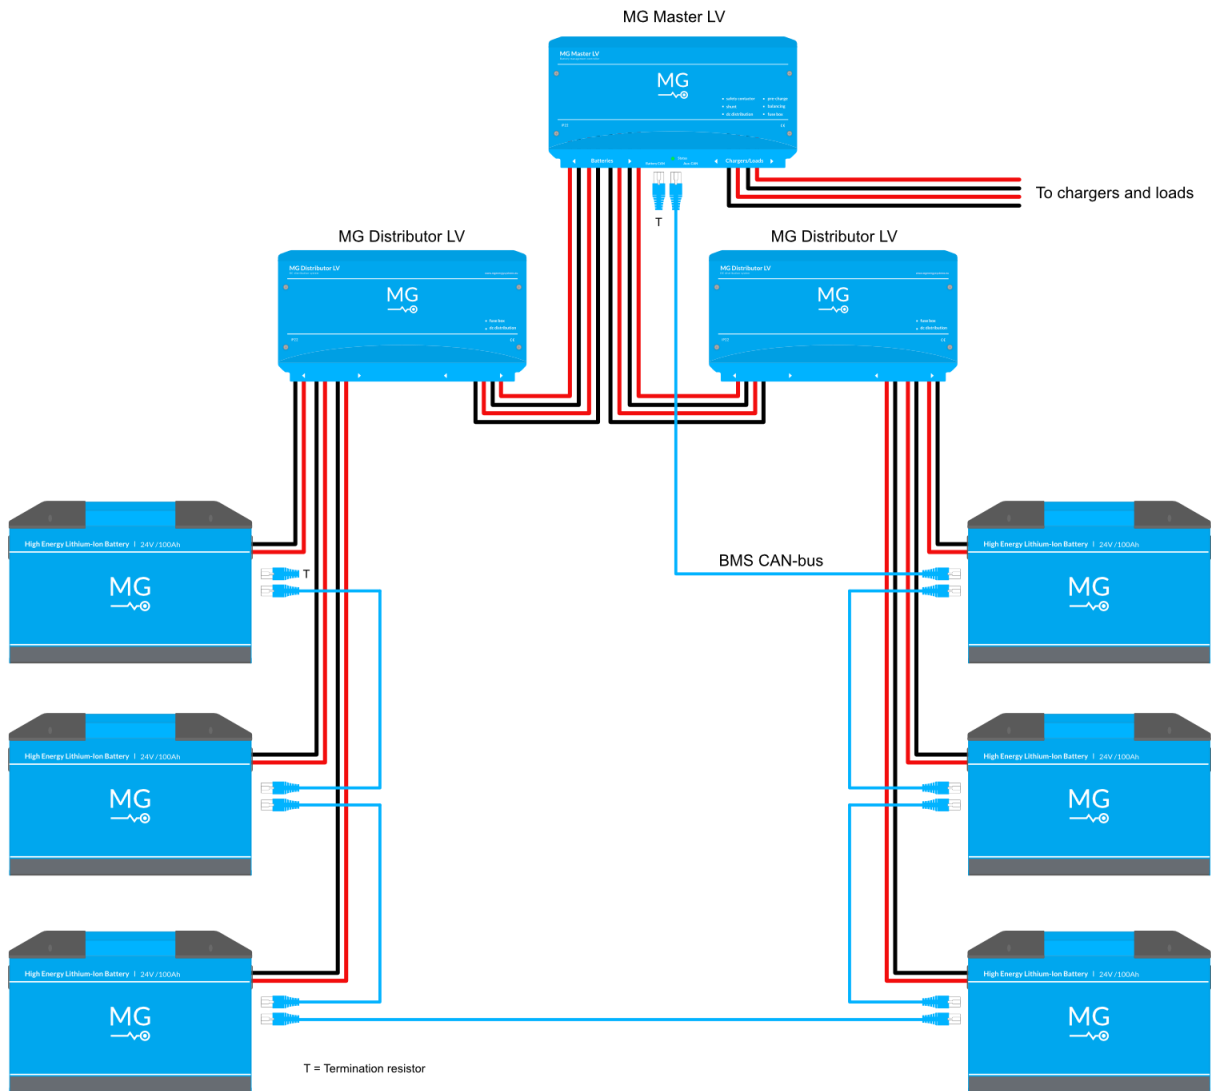 MG Master LV
MG Master LV
MG
safety contactor
pre-charge
shunt
dc distribution
fuse bus
Batteries
Chargers/Loads
To chargers and loads
T
MG Distributor LV
MG Distributor LV
MG Distributor LV
MG
fuse bus
dc distribution
MG Distributor LV
MG
fuse bus
dc distribution
High Energy Lithium-Ion Battery | 24V /100Ah
MG
T
BMS CAN-bus
High Energy Lithium-Ion Battery | 24V /100Ah
MG
High Energy Lithium-Ion Battery | 24V /100Ah
MG
High Energy Lithium-Ion Battery | 24V /100Ah
MG
High Energy Lithium-Ion Battery | 24V /100Ah
MG
High Energy Lithium-Ion Battery | 24V /100Ah
MG
T = Termination resistor